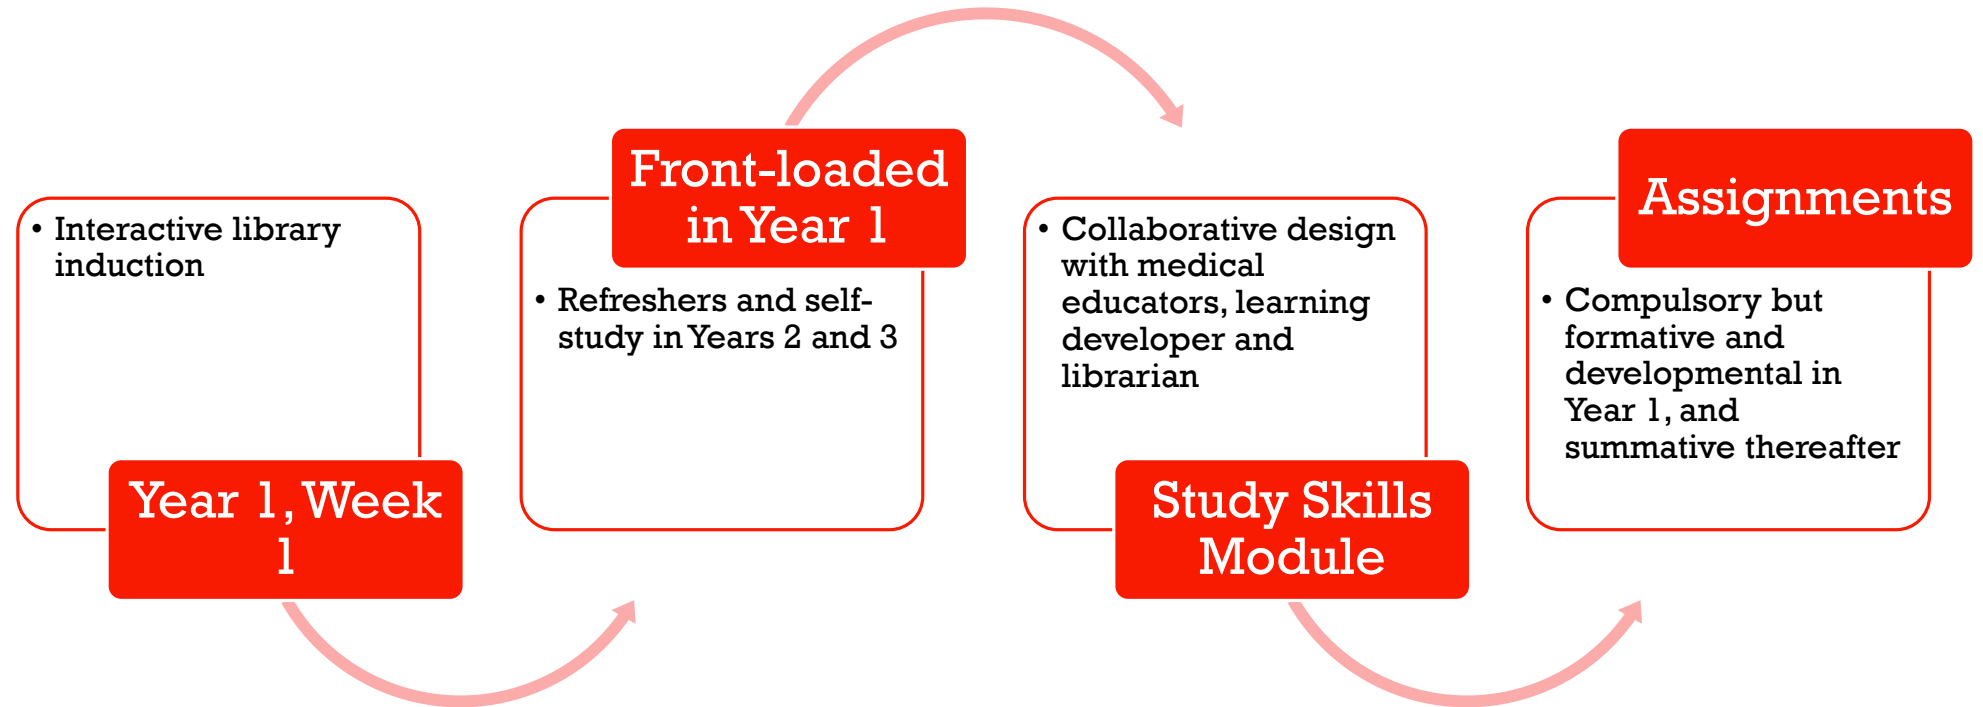 • Interactive library
induction
Year 1, Week
1
Front-loaded
in Year 1
• Refreshers and self-
study in Years 2 and 3
• Collaborative design
with medical
educators, learning
developer and
librarian
Study Skills
Module
Assignments
• Compulsory but
formative and
developmental in
Year 1, and
summative thereafter